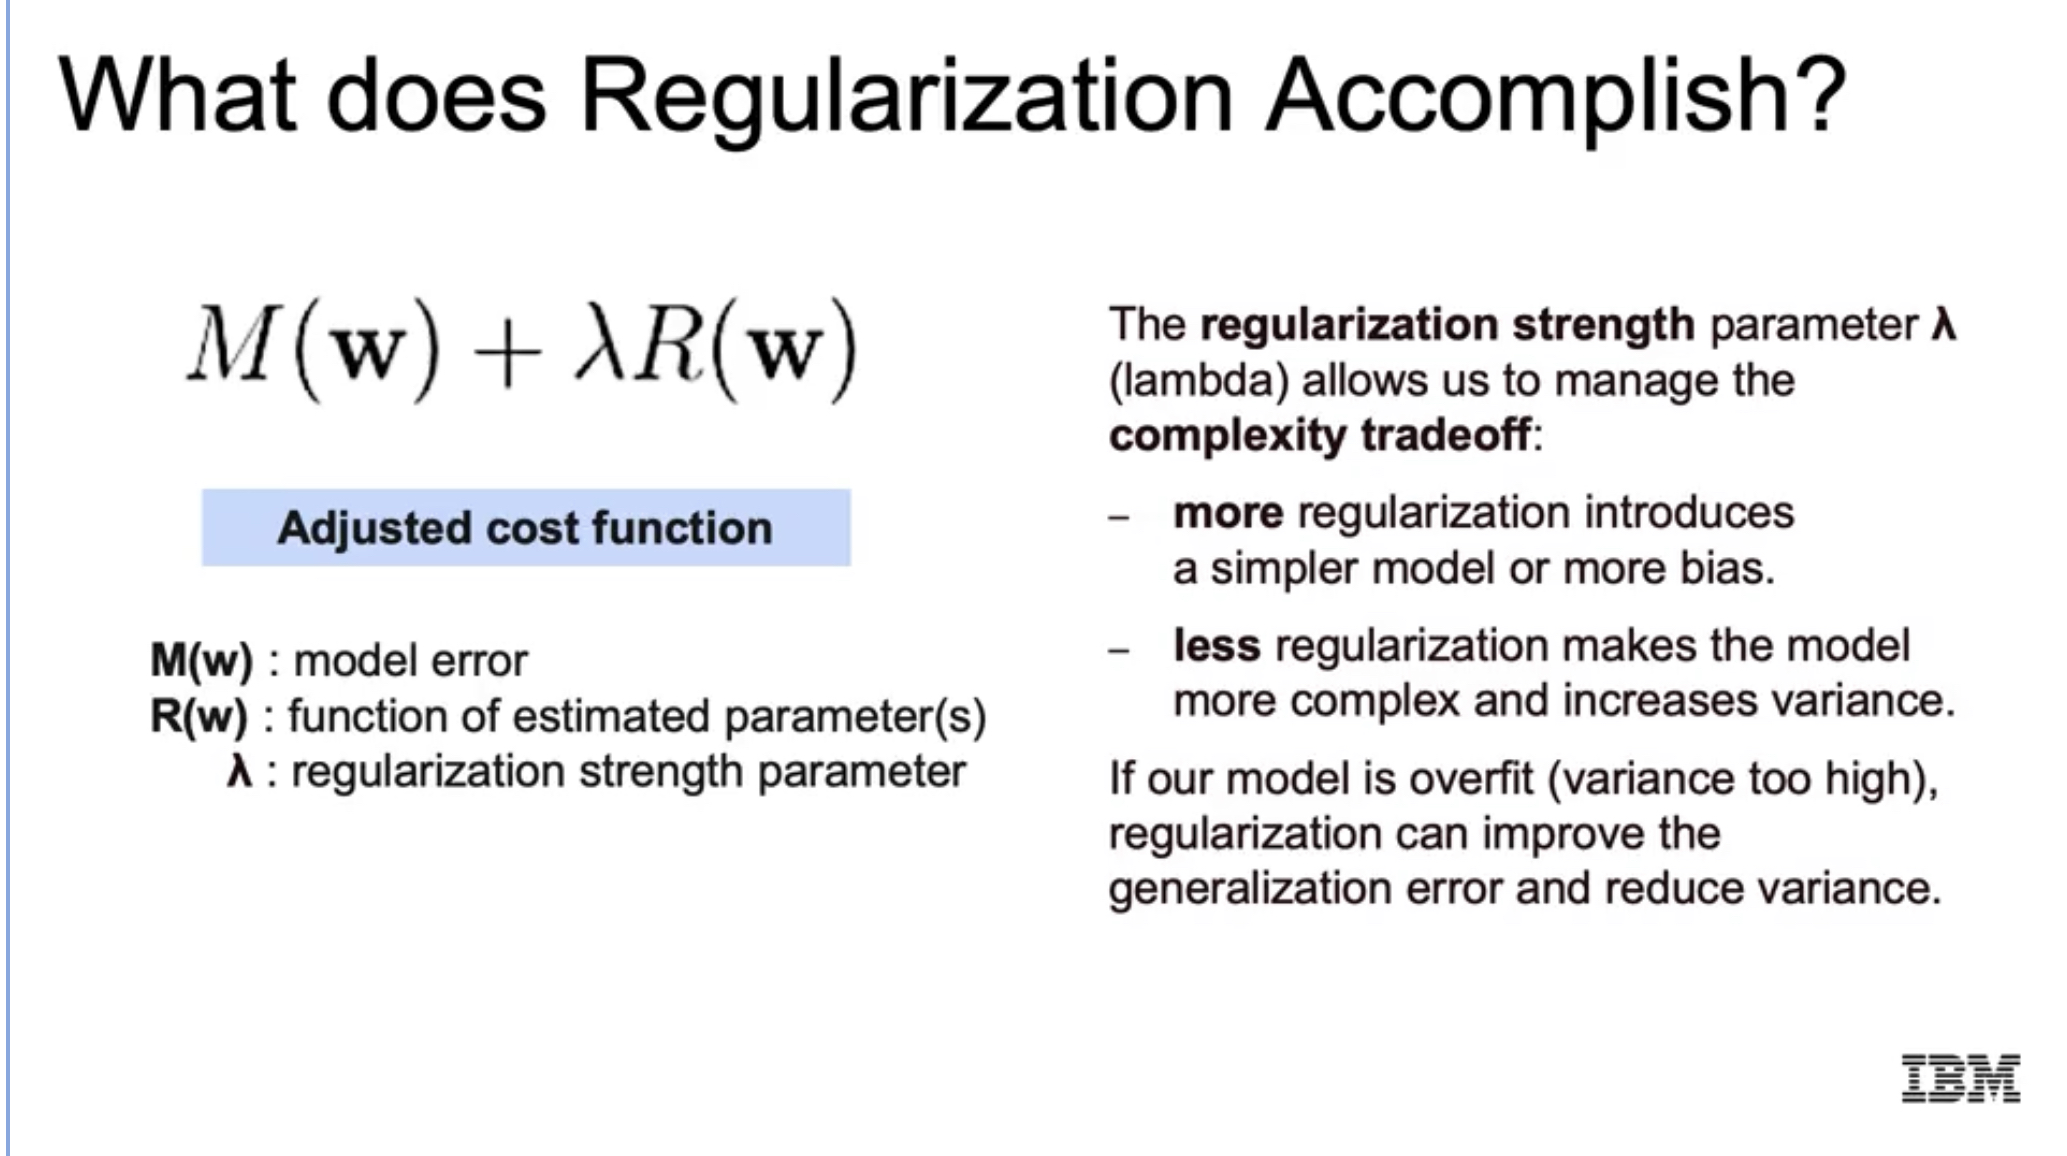 What does Regularization Accomplish?
M(w) + λR(w)
Adjusted cost function
M(w) : model error
R(w) : function of estimated parameter(s)
λ : regularization strength parameter
The regularization strength parameter λ
(lambda) allows us to manage the
complexity tradeoff:
– more regularization introduces
a simpler model or more bias.
– less regularization makes the model
more complex and increases variance.
If our model is overfit (variance too high),
regularization can improve the
generalization error and reduce variance.
IBM